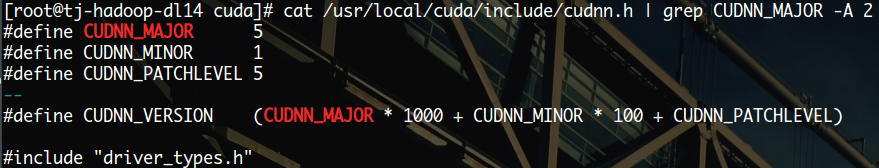 [root@tj-hadoop-dl14 cuda]# cat /usr/local/cuda/include/cudnn.h | grep CUDNN_MAJOR -A 2
#define CUDNN_MAJOR      5
#define CUDNN_MINOR      1
#define CUDNN_PATCHLEVEL 5
--
#define CUDNN_VERSION    (CUDNN_MAJOR * 1000 + CUDNN_MINOR * 100 + CUDNN_PATCHLEVEL)

#include "driver_types.h"